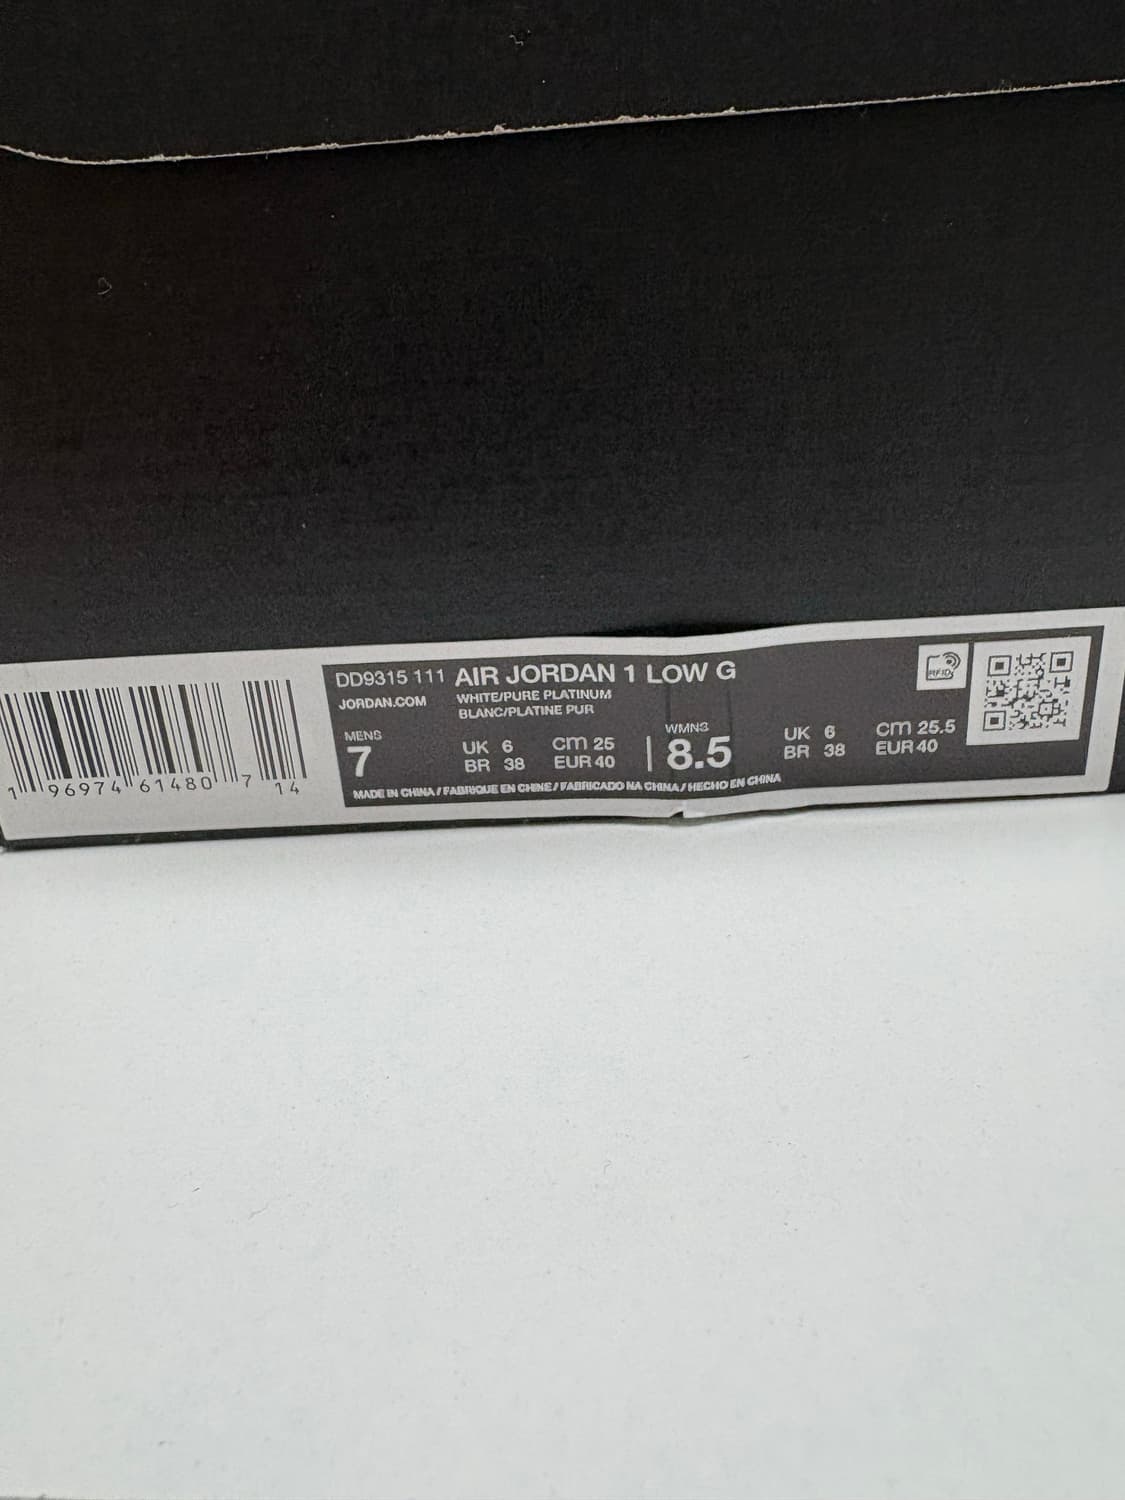 DD9315 111 AIR JORDAN 1 LOW G
JORDAN.COM
WHITE/PURE PLATINUM
BLANC/PLATINE PUR
MENS
7
UK 6 cm 25
BR 38 EUR 40
WMNS
8.5
UK 6 cm 25.5
BR 38 EUR 40
MADE IN CHINA / FABRIQUE EN CHINE / FABRICADO NA CHINA / HECHO EN CHINA
RFID
1 96974 61480 7 14